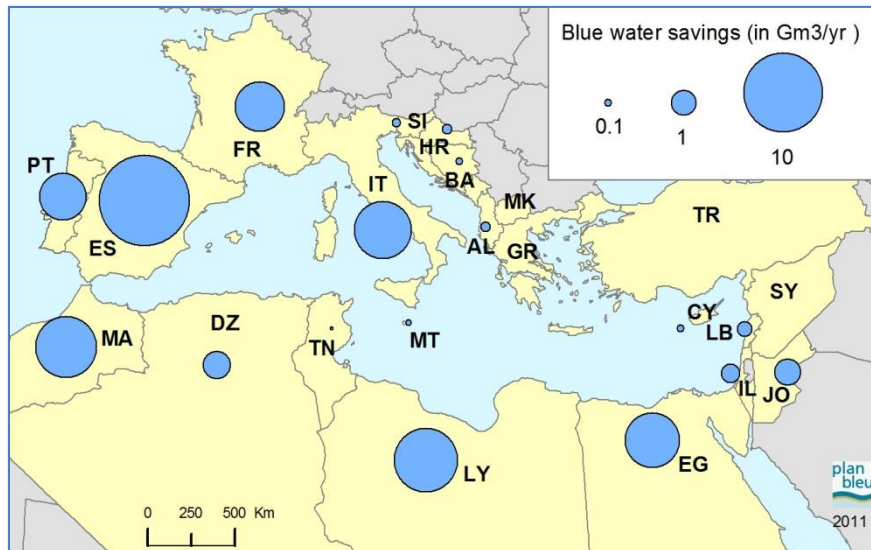 Blue water savings (in Gm3/yr )
0.1
1
10
FR
SI
HR
BA
PT
IT
MK
TR
ES
AL
GR
SY
CY
LB
MA
DZ
TN
MT
IL
JO
LY
EG
0 250 500 Km
plan
bleu
2011